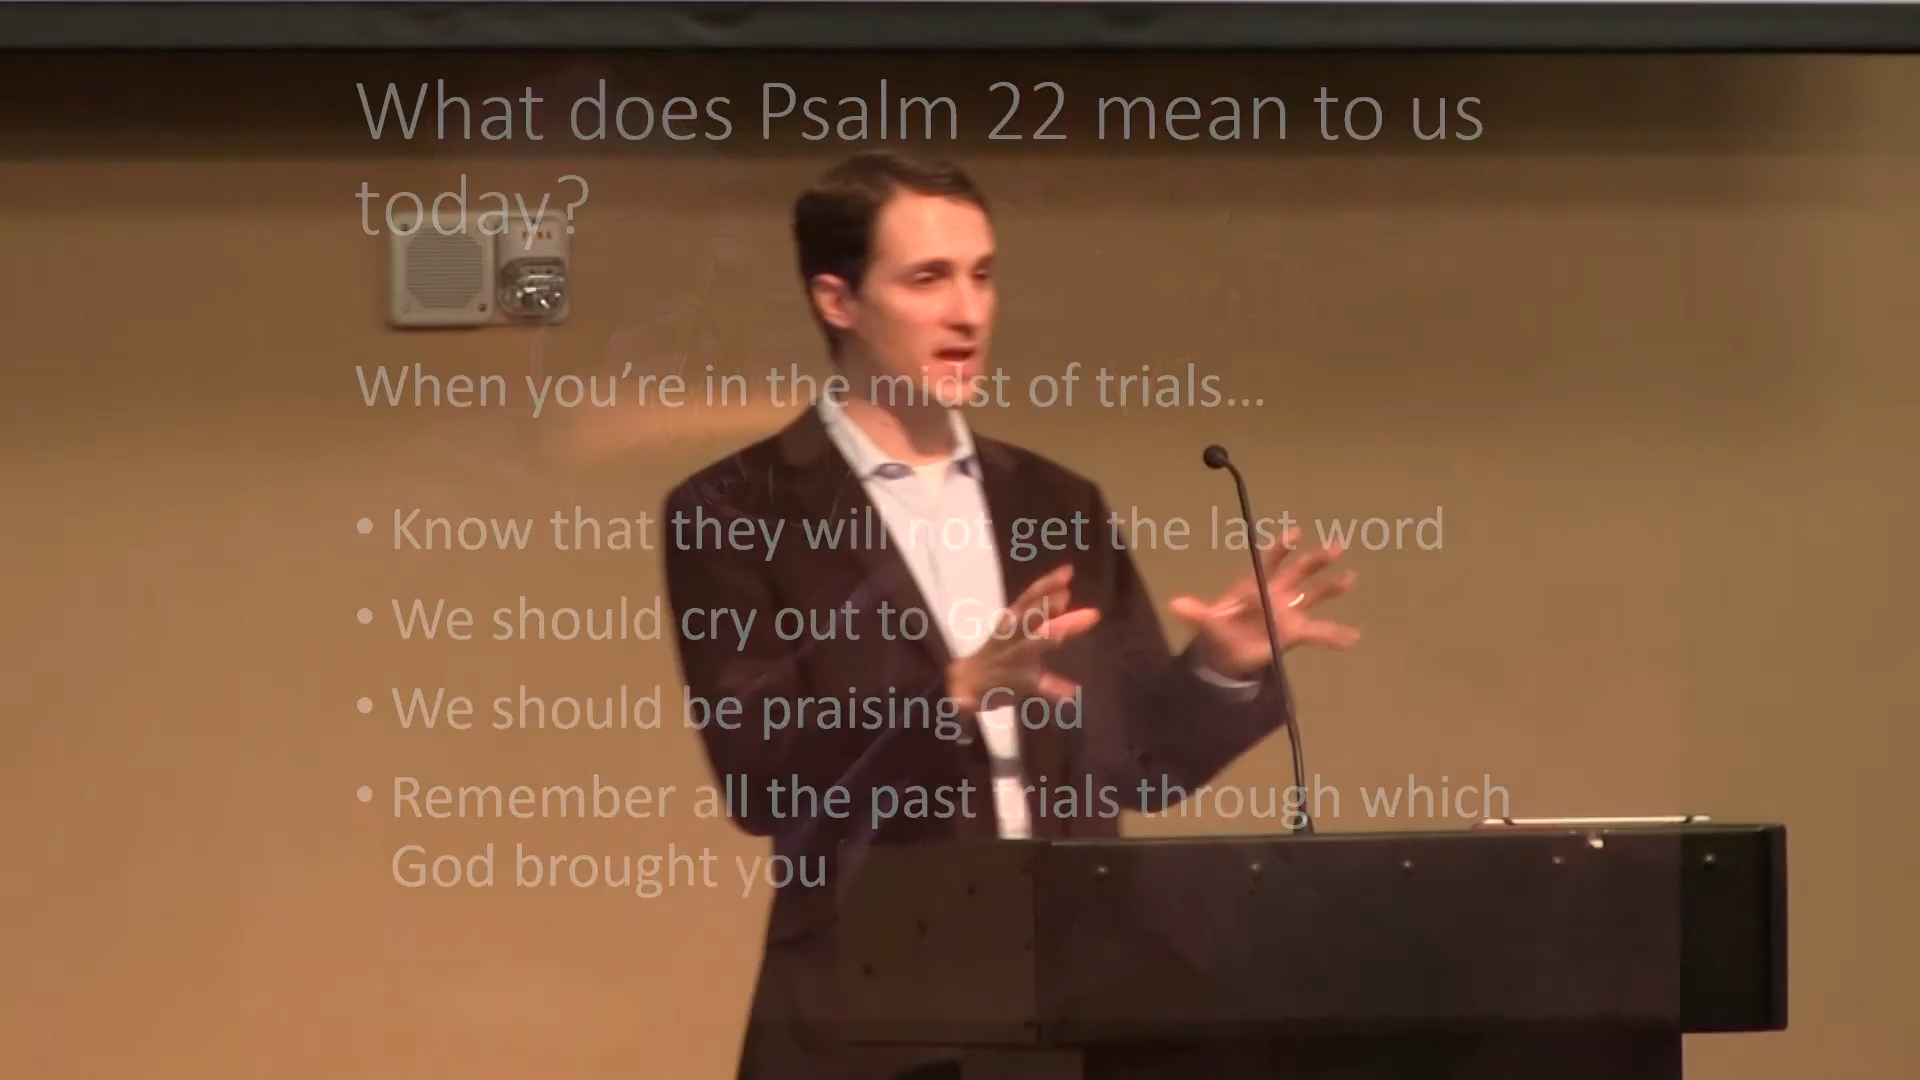 What does Psalm 22 mean to us
today?
FIRE
When you’re in the midst of trials…
• Know that they will not get the last word
• We should cry out to God
• We should be praising God
• Remember all the past trials through which
God brought you